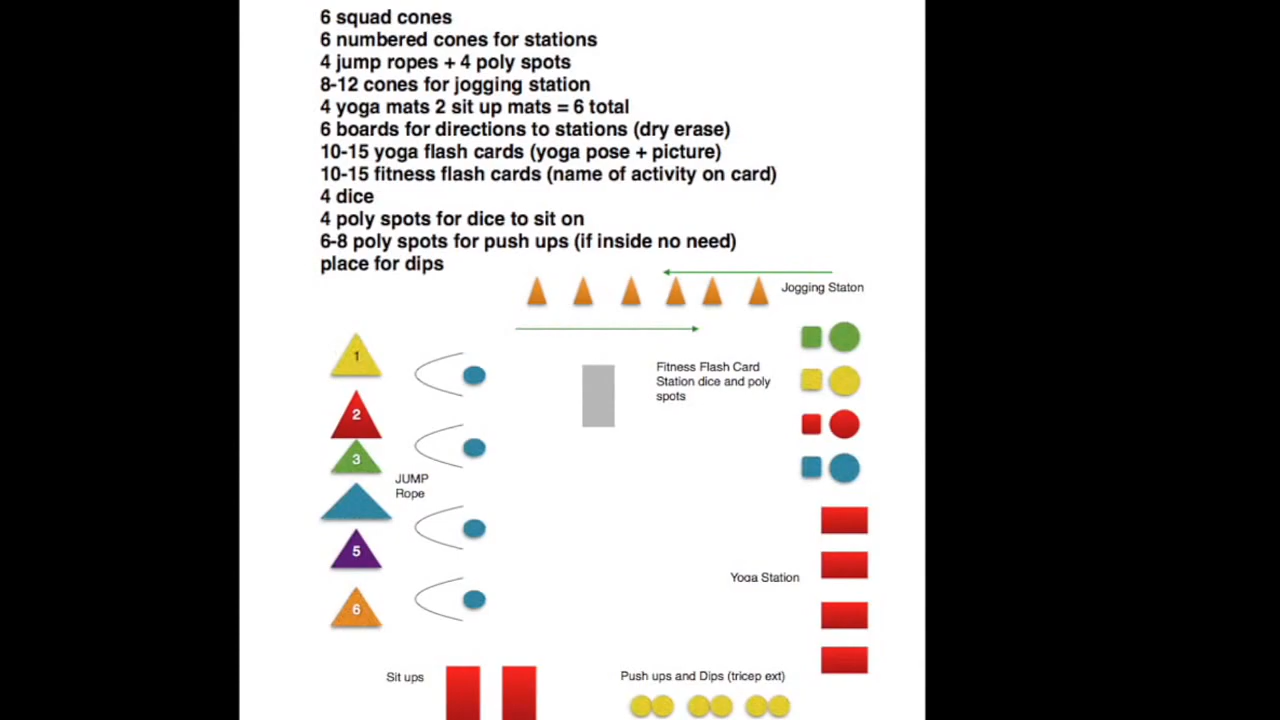 6 squad cones
6 numbered cones for stations
4 jump ropes + 4 poly spots
8-12 cones for jogging station
4 yoga mats 2 sit up mats = 6 total
6 boards for directions to stations (dry erase)
10-15 yoga flash cards (yoga pose + picture)
10-15 fitness flash cards (name of activity on card)
4 dice
4 poly spots for dice to sit on
6-8 poly spots for push ups (if inside no need)
place for dips
Jogging Staton
1
Fitness Flash Card
Station dice and poly
spots
2
3
JUMP
Rope
5
Yoga Station
6
Sit ups
Push ups and Dips (tricep ext)